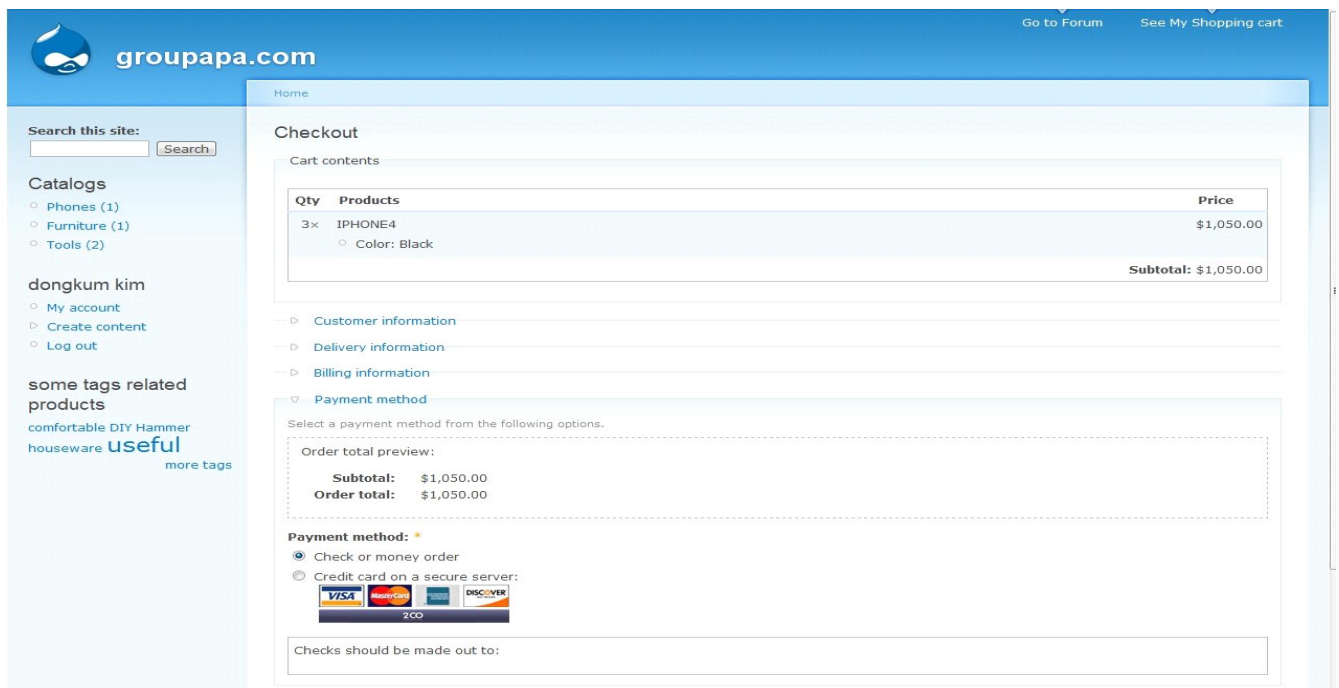 Go to Forum See My Shopping cart
groupapa.com
Home
Search this site:
Search
Catalogs
Phones (1)
Furniture (1)
Tools (2)
dongkum kim
My account
Create content
Log out
some tags related
products
comfortable DIY Hammer
houseware useful
more tags
Checkout
Cart contents
Qty Products Price
3× IPHONE4 $1,050.00
Color: Black
Subtotal: $1,050.00
Customer information
Delivery information
Billing information
Payment method
Select a payment method from the following options.
Order total preview:
Subtotal: $1,050.00
Order total: $1,050.00
Payment method: *
Check or money order
Credit card on a secure server:
VISA MasterCard DISCOVER
2CO
Checks should be made out to: